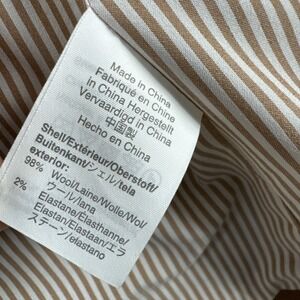 Made in China
Fabriqué en Chine
in China Hergestellt
Vervaardigd in China
中国製
Hecho en China
Shell/Extérieur/Oberstoff/
Buitenkant/シェル/tela
exterior:
98% Wool/Laine/Wolle/Wol/
ウール/lana
2% Elastane/Elasthanne/
Elastan/Elastaan/エラ
ステーン/elastano